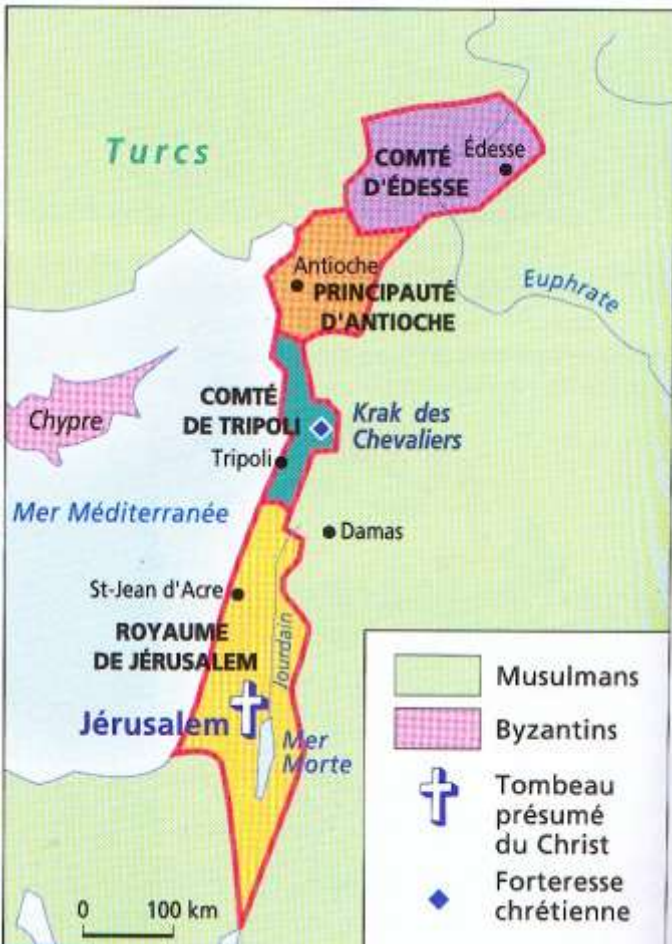 Turcs
COMTÉ
D'ÉDESSE
Édesse
Antioche
PRINCIPAUTÉ
D'ANTIOCHE
Euphrate
Chypre
COMTÉ
DE TRIPOLI
Krak des
Chevaliers
Tripoli
Mer Méditerranée
Damas
St-Jean d'Acre
ROYAUME
DE JÉRUSALEM
Jourdain
Jérusalem
Mer
Morte
Musulmans
Byzantins
Tombeau
présumé
du Christ
Forteresse
chrétienne
0 100 km